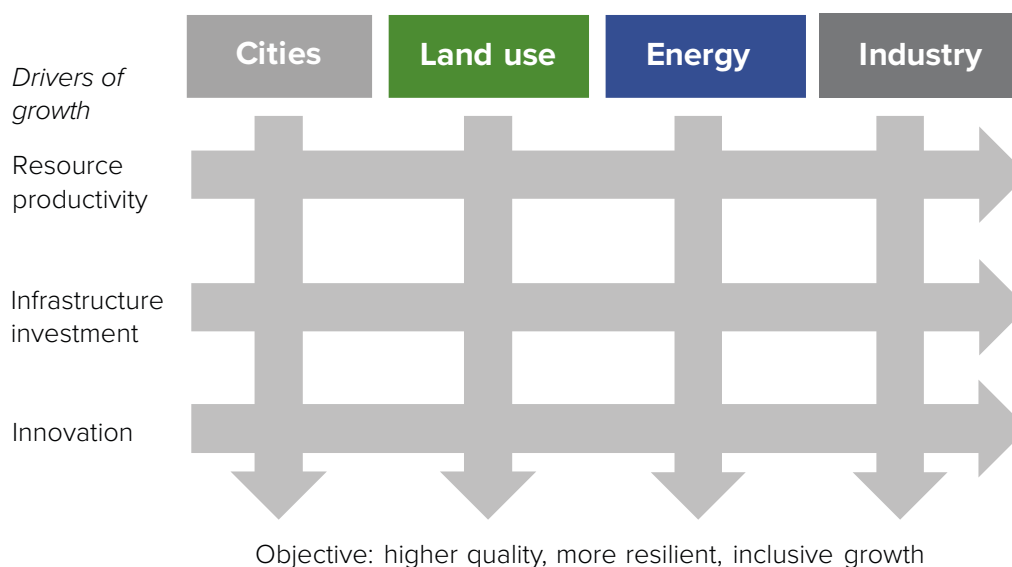 Cities
Land use
Energy
Industry
Drivers of
growth
Resource
productivity
Infrastructure
investment
Innovation
Objective: higher quality, more resilient, inclusive growth